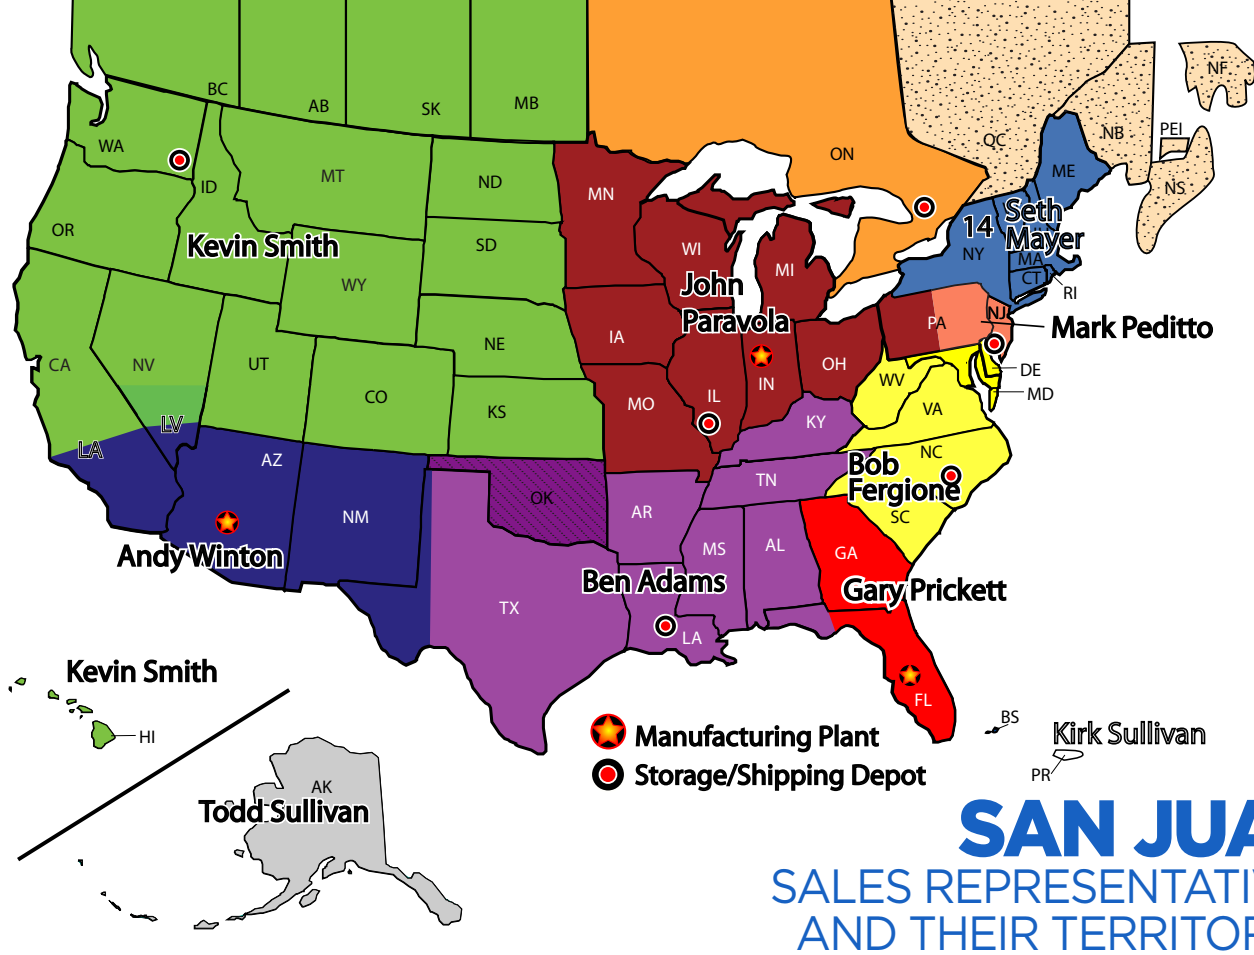 BC
AB
SK
MB
ON
QC
NB
PEI
NF
NS
WA
ID
MT
ND
MN
ME
OR
Kevin Smith
SD
WI
MI
14
NY
Seth
Mayer
MA
CT
RI
WY
John
Paravola
IA
PA
NJ
Mark Peditto
CA
NV
UT
CO
NE
KS
MO
IL
IN
OH
WV
VA
DE
MD
LV
LA
KY
NC
AZ
NM
OK
AR
TN
Bob
Fergione
SC
MS
AL
GA
Andy Winton
TX
Ben Adams
LA
Gary Prickett
FL
Kevin Smith
HI
AK
Todd Sullivan
Manufacturing Plant
Storage/Shipping Depot
BS
Kirk Sullivan
PR
SAN JUA
SALES REPRESENTATIV
AND THEIR TERRITOR